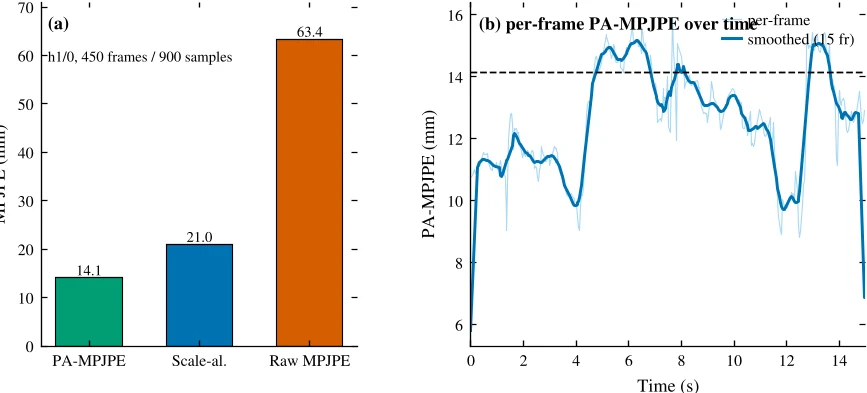 (a)
h1/0, 450 frames / 900 samples
70
60
50
40
30
20
10
0
14.1
21.0
63.4
PA-MPJPE Scale-al. Raw MPJPE
(b) per-frame PA-MPJPE over time
per-frame
smoothed (15 fr)
PA-MPJPE (mm)
16
14
12
10
8
6
0 2 4 6 8 10 12 14
Time (s)